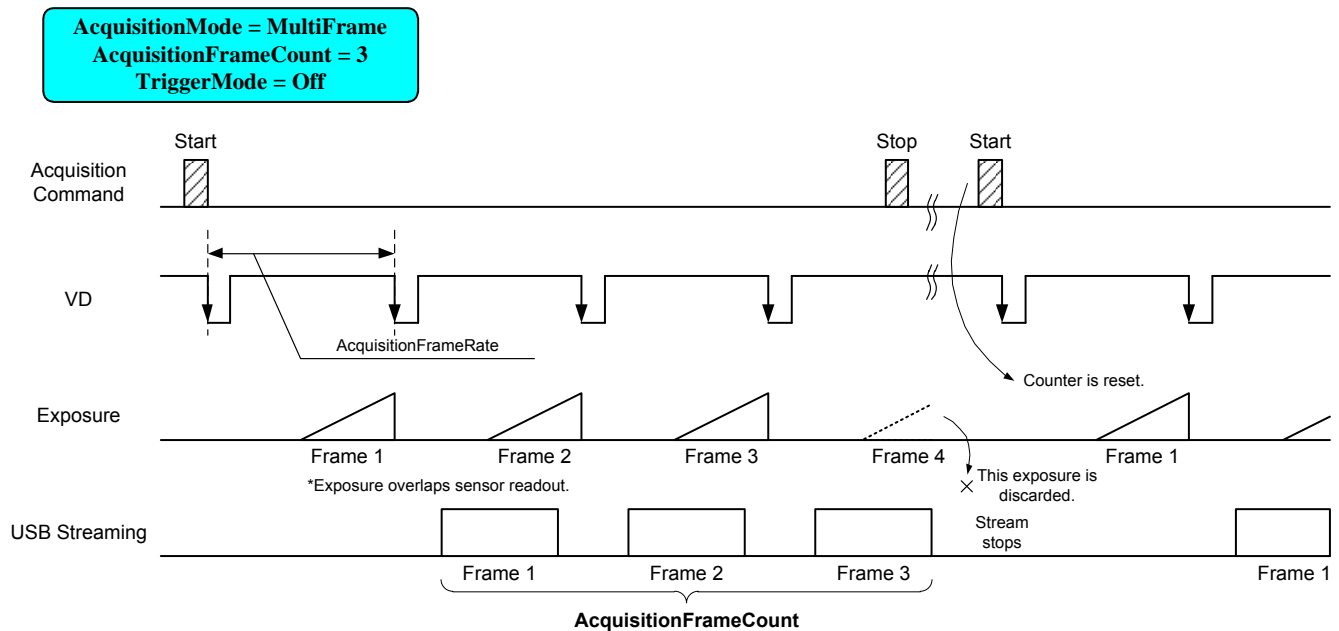 AcquisitionMode = MultiFrame
AcquisitionFrameCount = 3
TriggerMode = Off
Start
Stop
Start
Acquisition
Command
VD
AcquisitionFrameRate
Counter is reset.
Exposure
Frame 1
Frame 2
Frame 3
Frame 4
Frame 1
*Exposure overlaps sensor readout.
This exposure is
discarded.
USB Streaming
Stream
stops
Frame 1
Frame 2
Frame 3
Frame 1
AcquisitionFrameCount